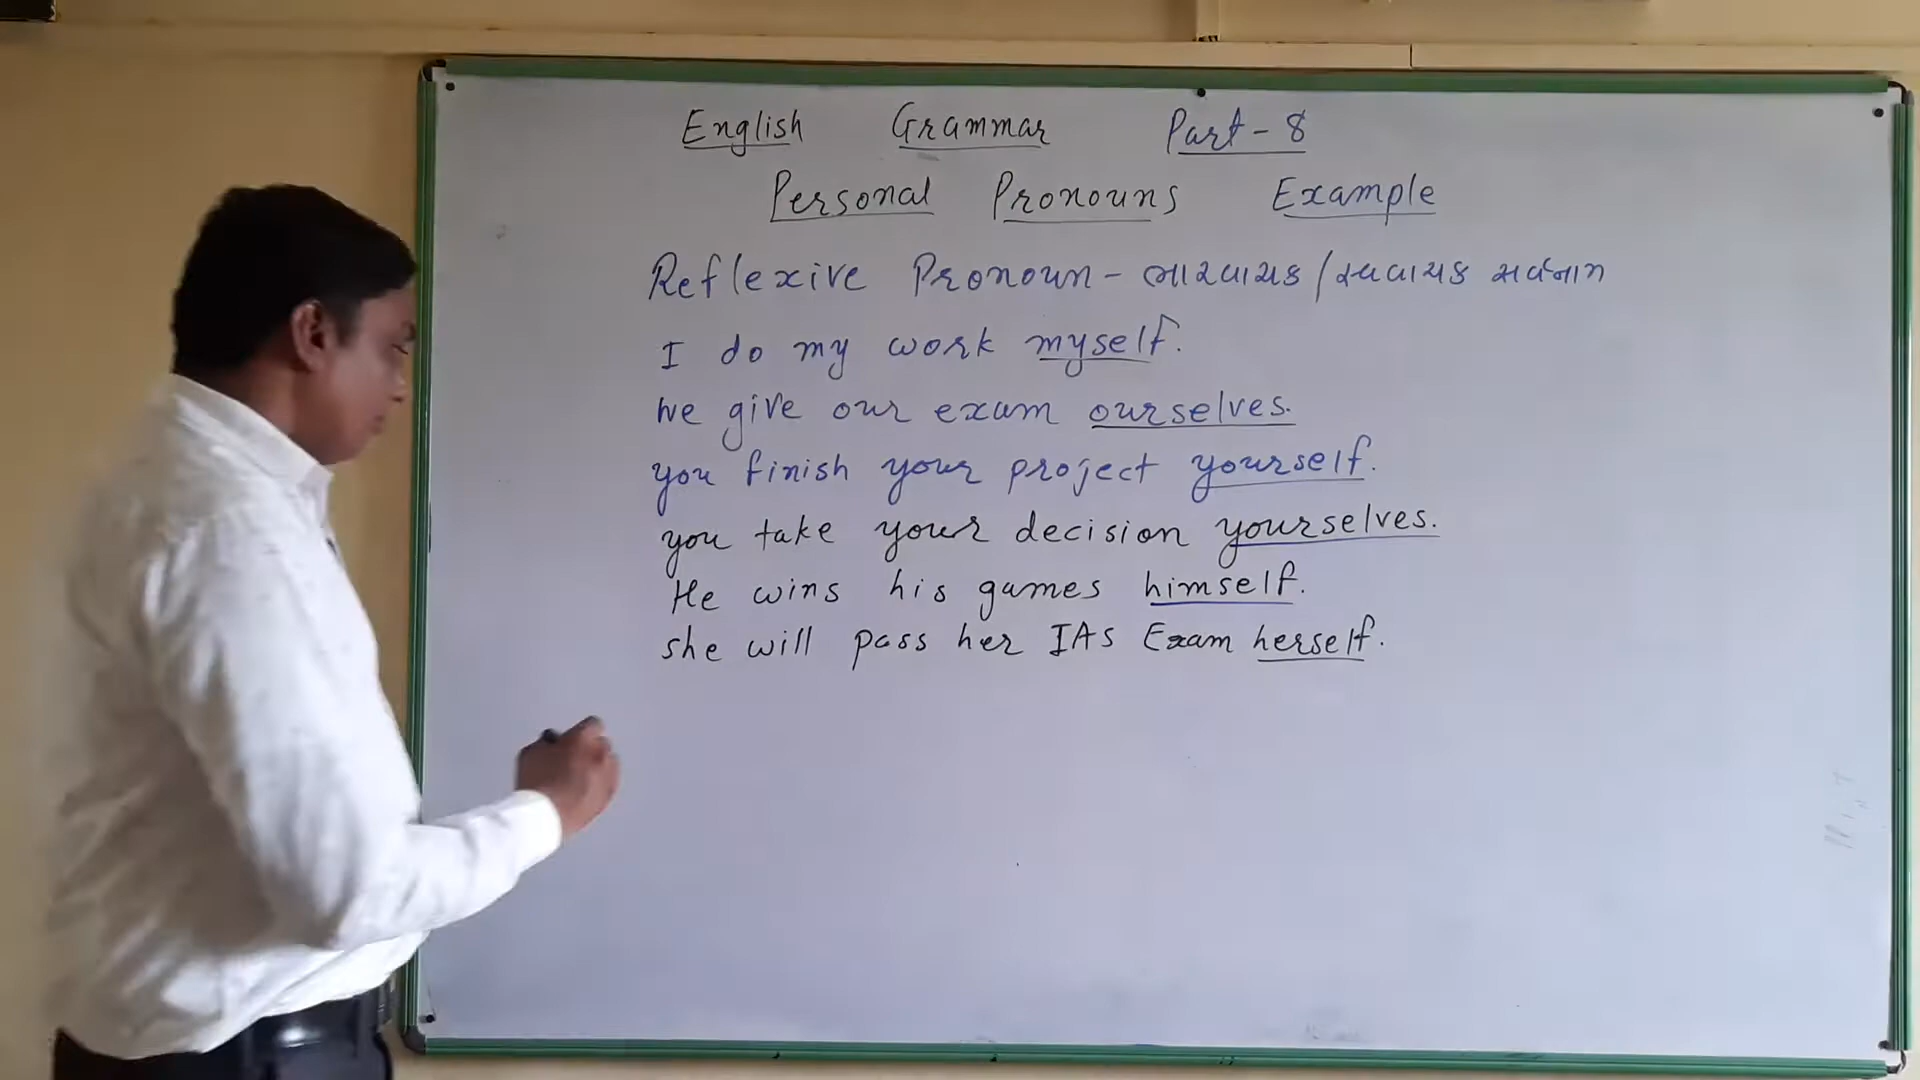 English Grammar Part-8
Personal Pronouns Example
Reflexive Pronoun - ભારવાચક/સ્વવાચક સર્વનામ
I do my work myself.
we give our exam ourselves.
you finish your project yourself.
you take your decision yourselves.
He wins his games himself.
she will pass her IAS Exam herself.